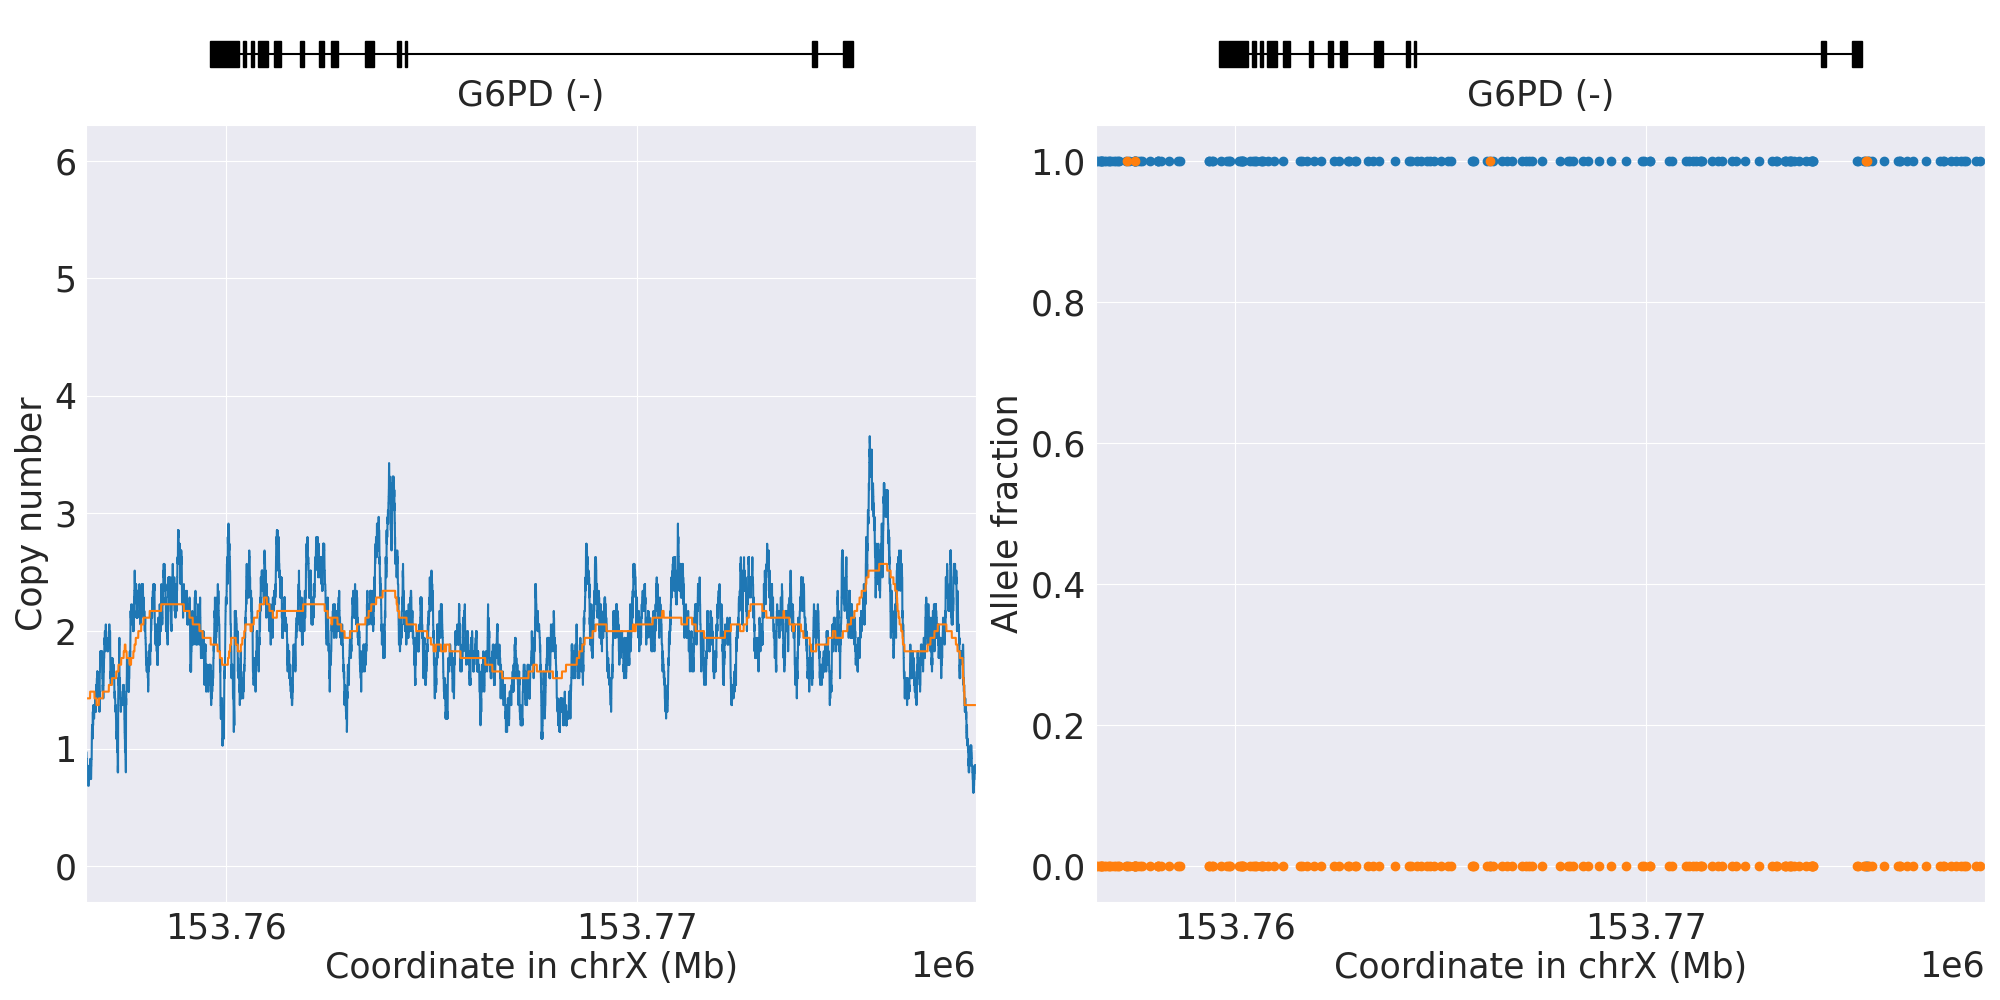 G6PD (-)
6
5
4
3
2
1
0
Copy number
153.76
153.77
Coordinate in chrX (Mb)
1e6
G6PD (-)
1.0
0.8
0.6
0.4
0.2
0.0
Allele fraction
153.76
153.77
Coordinate in chrX (Mb)
1e6